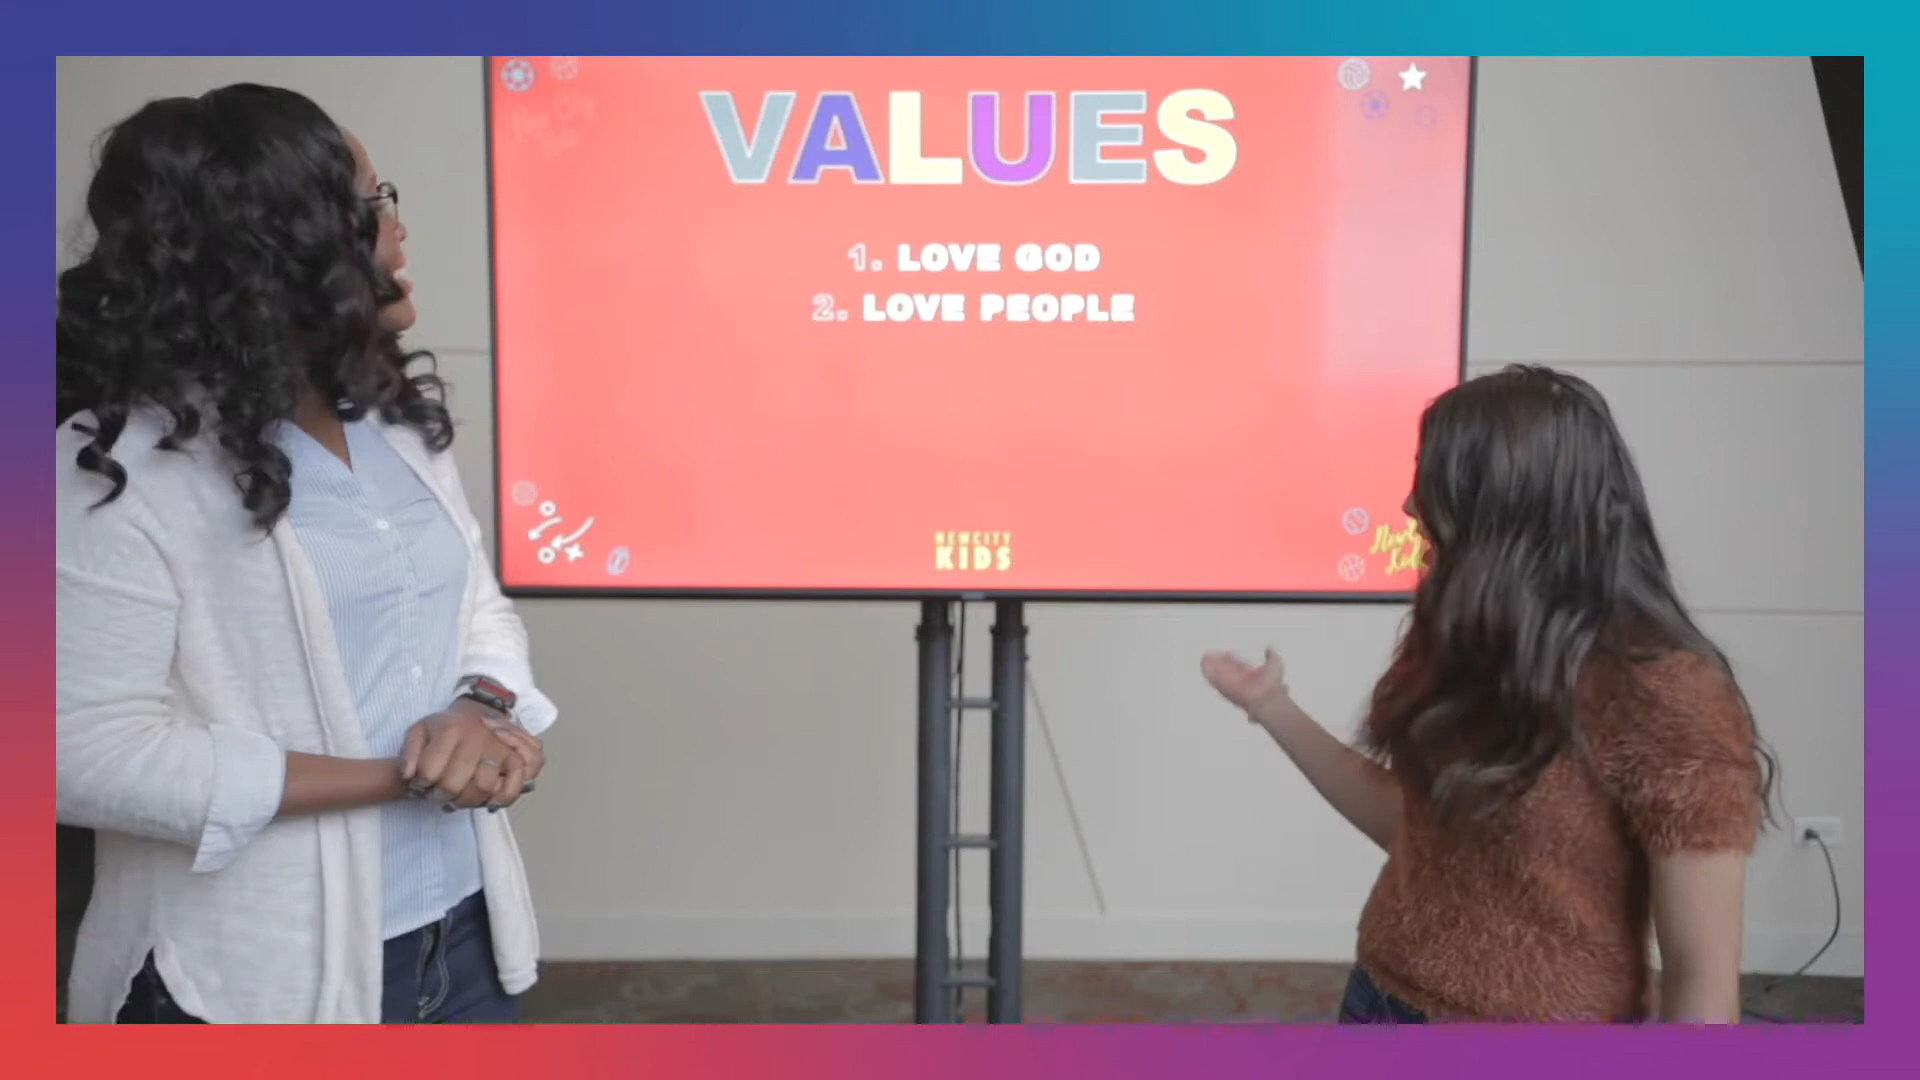 VALUES
1. LOVE GOD
2. LOVE PEOPLE
NEWCITY
KIDS